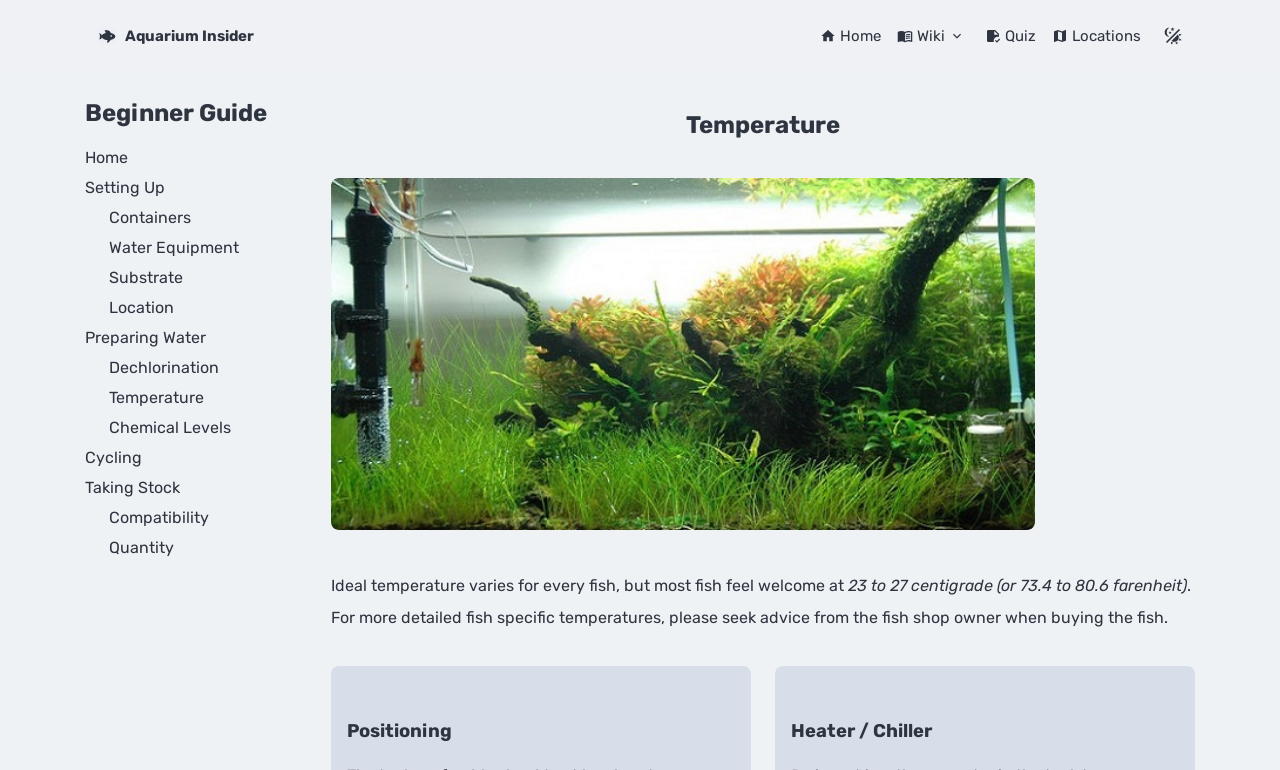 Aquarium Insider
Home
Wiki
Quiz
Locations
Beginner Guide
Home
Setting Up
Containers
Water Equipment
Substrate
Location
Preparing Water
Dechlorination
Temperature
Chemical Levels
Cycling
Taking Stock
Compatibility
Quantity
Temperature
Ideal temperature varies for every fish, but most fish feel welcome at 23 to 27 centigrade (or 73.4 to 80.6 farenheit).
For more detailed fish specific temperatures, please seek advice from the fish shop owner when buying the fish.
Positioning
Heater / Chiller